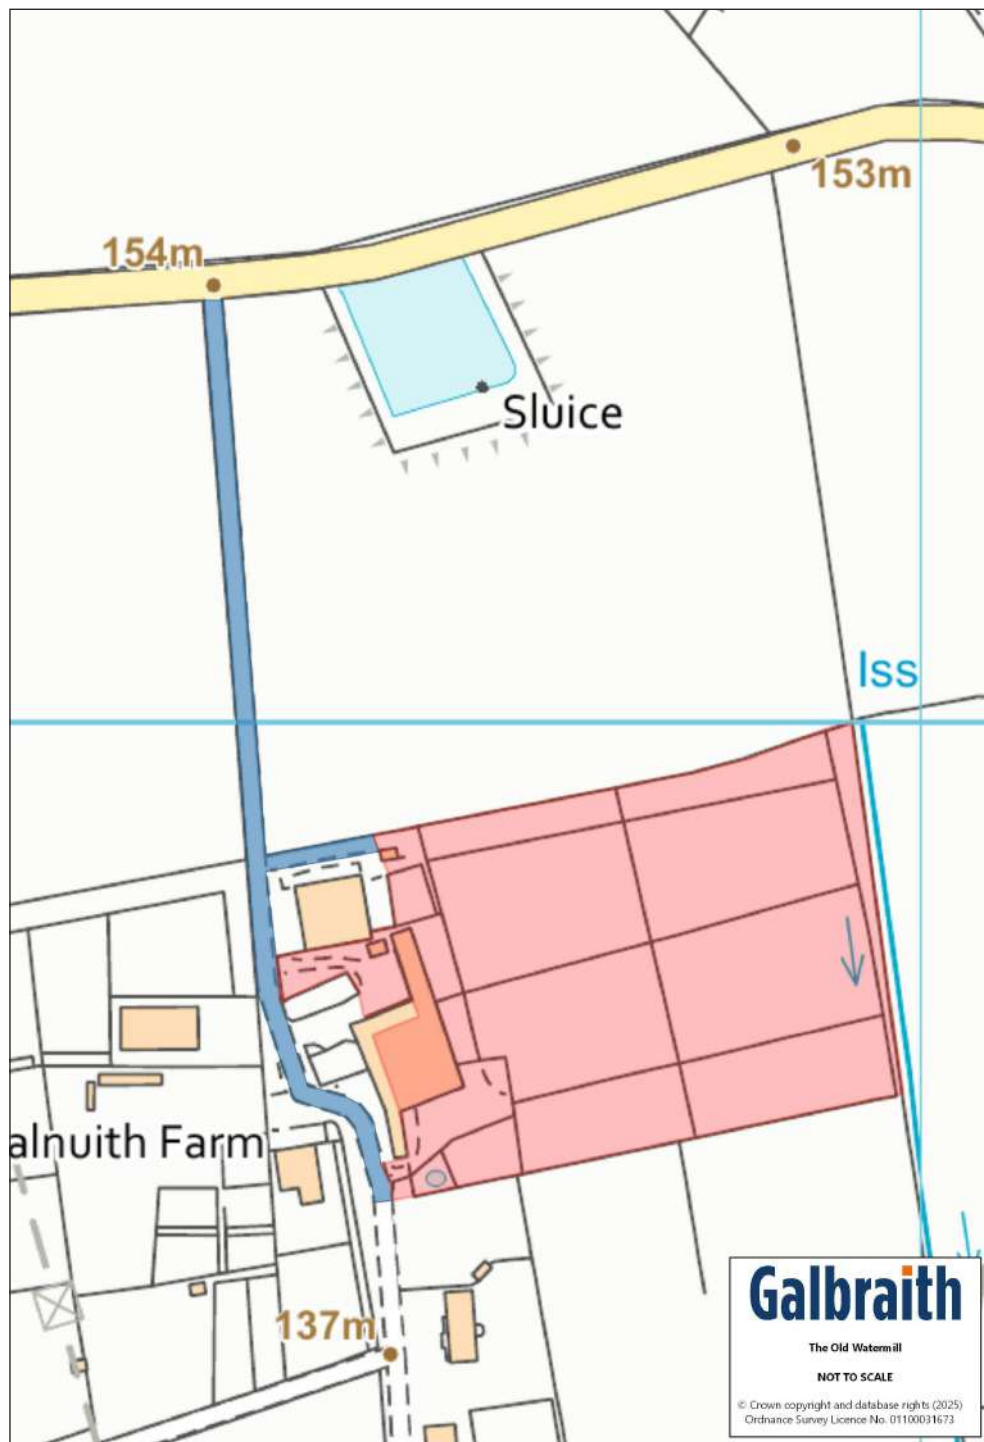 153m
154m
Sluice
Iss
alnuith Farm
137m
Galbraith
The Old Watermill
NOT TO SCALE
© Crown copyright and database rights (2025)
Ordnance Survey Licence No. 01100031673